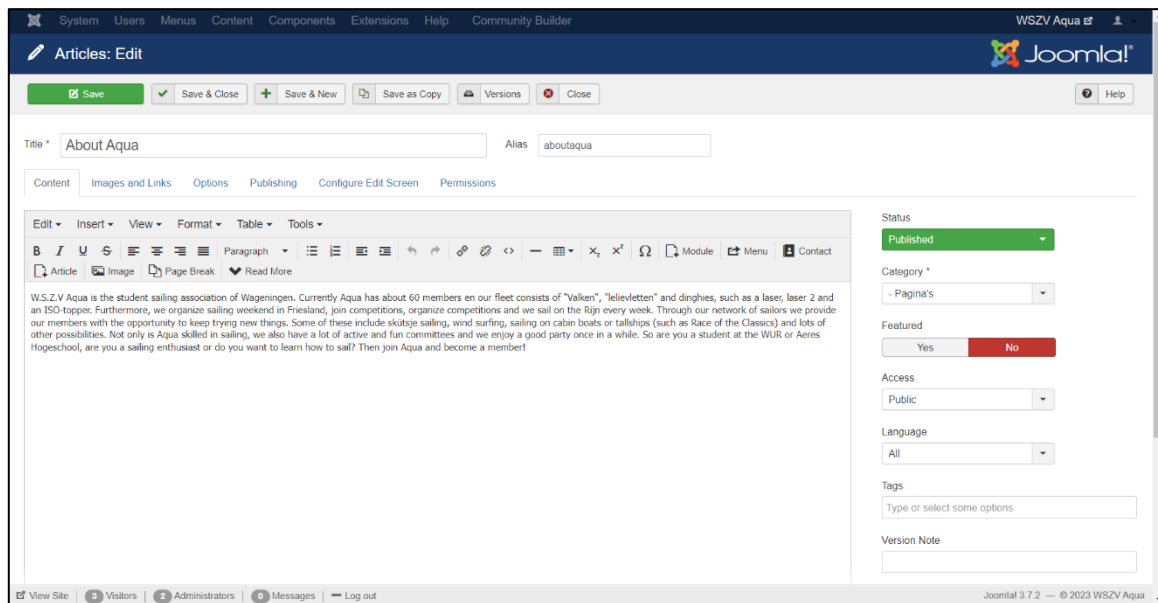 System Users Menus Content Components Extensions Help Community Builder WSZV Aqua
Articles: Edit Joomla!®
Save Save & Close Save & New Save as Copy Versions Close Help
Title * About Aqua Alias aboutaqua
Content Images and Links Options Publishing Configure Edit Screen Permissions
Edit Insert View Format Table Tools
B I U S Paragraph X₂ X² Ω Module Menu Contact
Article Image Page Break Read More
W.S.Z.V Aqua is the student sailing association of Wageningen. Currently Aqua has about 60 members en our fleet consists of "Valken", "lelievletten" and dinghies, such as a laser, laser 2 and
an ISO-topper. Furthermore, we organize sailing weekend in Friesland, join competitions, organize competitions and we sail on the Rijn every week. Through our network of sailors we provide
our members with the opportunity to keep trying new things. Some of these include skûtsje sailing, wind surfing, sailing on cabin boats or tallships (such as Race of the Classics) and lots of
other possibilities. Not only is Aqua skilled in sailing, we also have a lot of active and fun committees and we enjoy a good party once in a while. So are you a student at the WUR or Aeres
Hogeschool, are you a sailing enthusiast or do you want to learn how to sail? Then join Aqua and become a member!
Status
Published
Category *
- Pagina's
Featured
Yes No
Access
Public
Language
All
Tags
Type or select some options
Version Note
View Site 3 Visitors 2 Administrators 0 Messages Log out Joomla! 3.7.2 — © 2023 WSZV Aqua